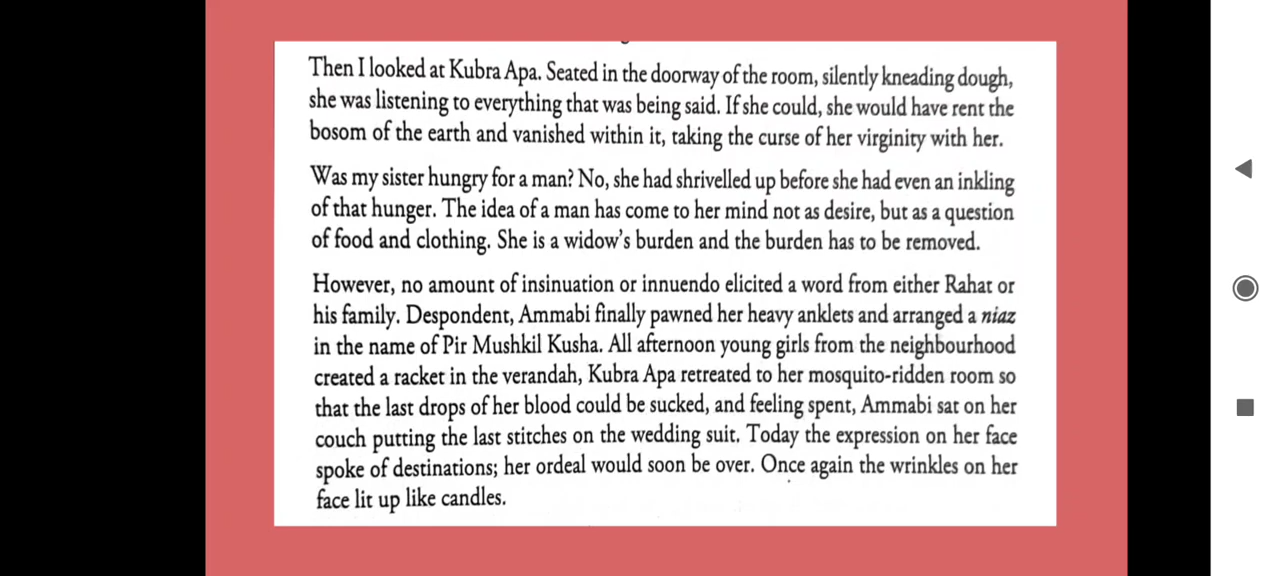 Then I looked at Kubra Apa. Seated in the doorway of the room, silently kneading dough,
she was listening to everything that was being said. If she could, she would have rent the
bosom of the earth and vanished within it, taking the curse of her virginity with her.
Was my sister hungry for a man? No, she had shrivelled up before she had even an inkling
of that hunger. The idea of a man has come to her mind not as desire, but as a question
of food and clothing. She is a widow's burden and the burden has to be removed.
However, no amount of insinuation or innuendo elicited a word from either Rahat or
his family. Despondent, Ammabi finally pawned her heavy anklets and arranged a niaz
in the name of Pir Mushkil Kusha. All afternoon young girls from the neighbourhood
created a racket in the verandah, Kubra Apa retreated to her mosquito-ridden room so
that the last drops of her blood could be sucked, and feeling spent, Ammabi sat on her
couch putting the last stitches on the wedding suit. Today the expression on her face
spoke of destinations; her ordeal would soon be over. Once again the wrinkles on her
face lit up like candles.